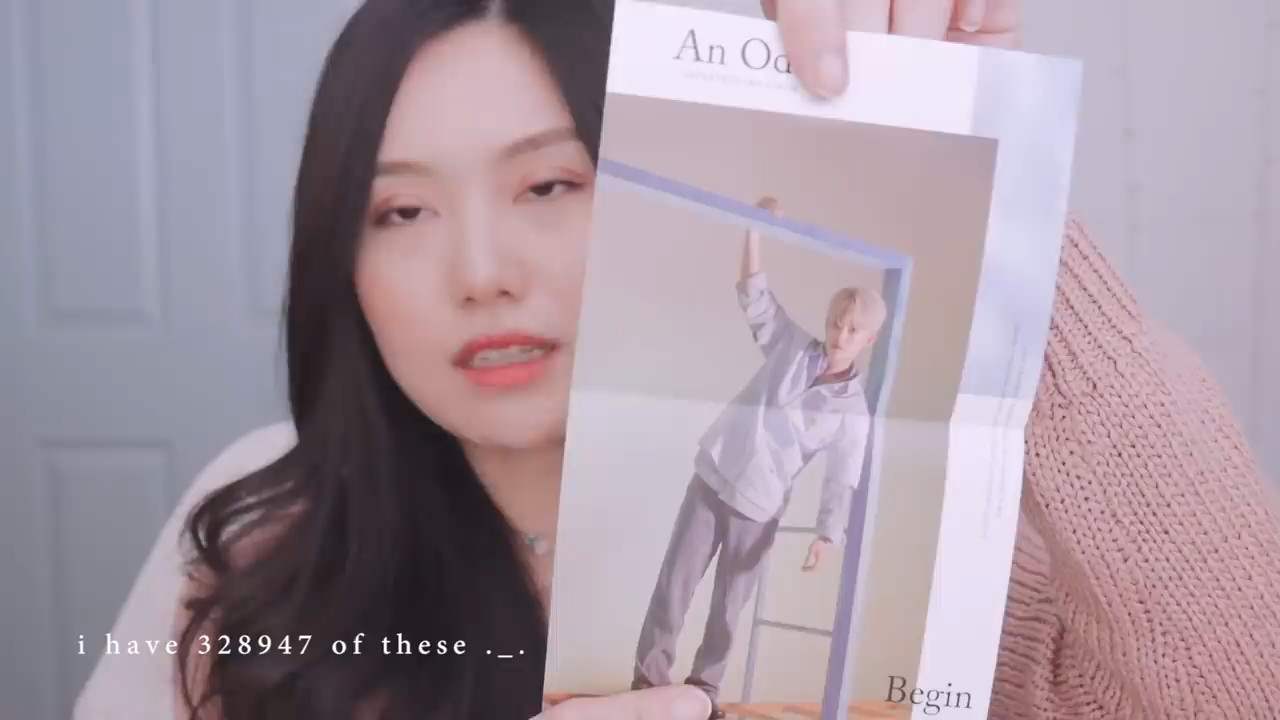 An Od
Begin
i have 328947 of these ._.